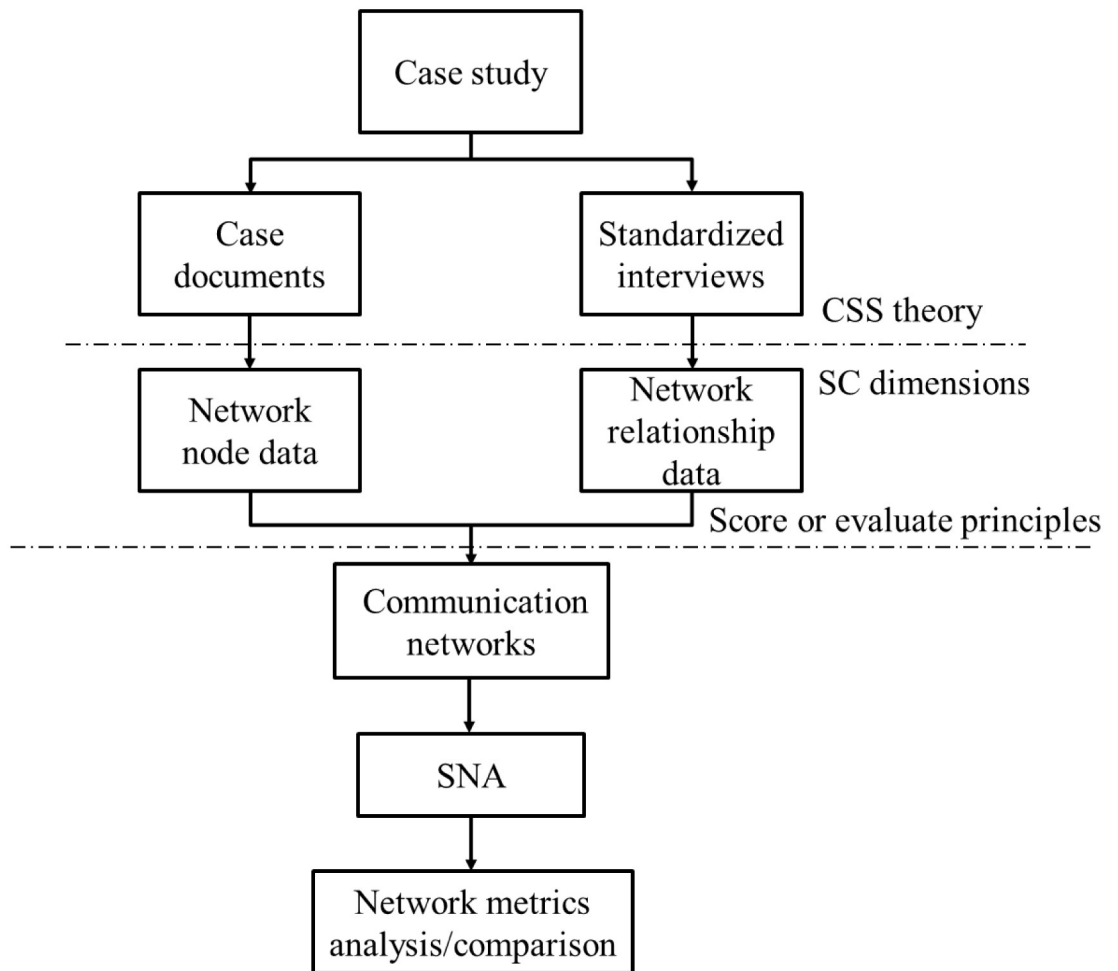 Case study
Case
documents
Standardized
interviews
CSS theory
SC dimensions
Network
node data
Network
relationship
data
Score or evaluate principles
Communication
networks
SNA
Network metrics
analysis/comparison